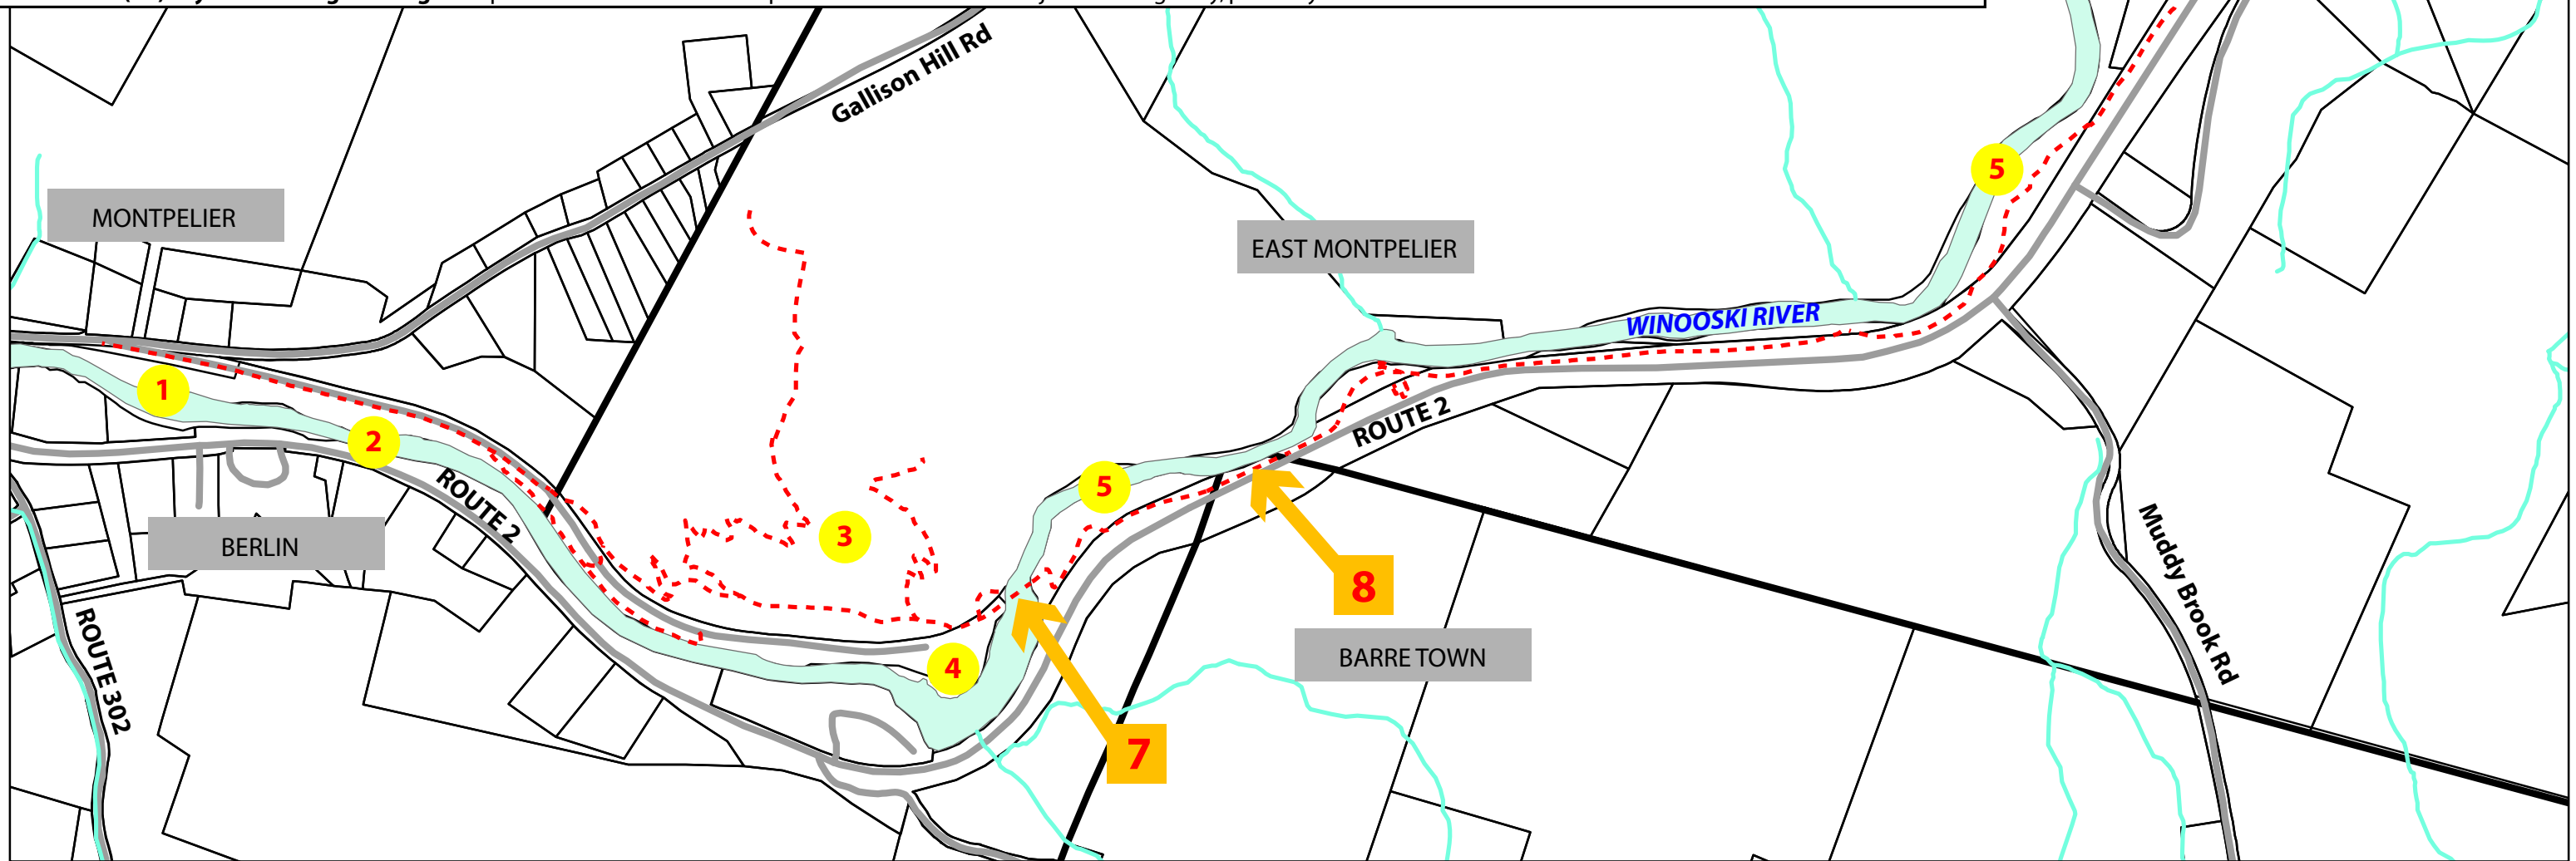 Gallison Hill Rd
MONTPELIER
5
EAST MONTPELIER
WINOOSKI RIVER
1
2
ROUTE 2
ROUTE 2
5
3
BERLIN
8
Muddy Brook Rd
ROUTE 302
4
BARRE TOWN
7